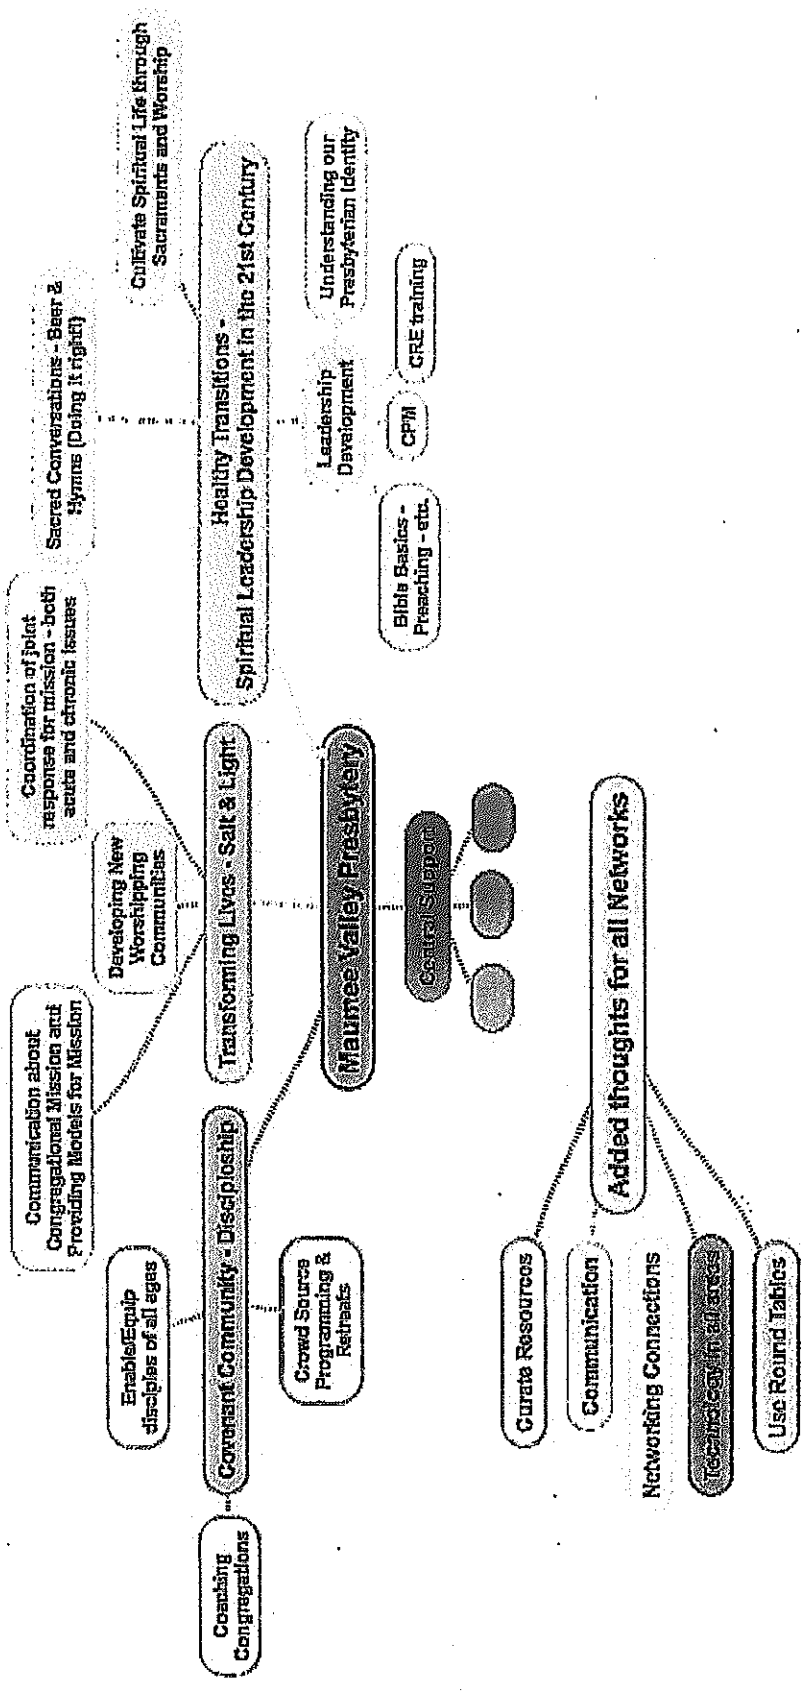 Communication about
Congregational Mission and
Providing Models for Mission
Coordination of joint
response for mission - both
acute and chronic issues
Sacred Conversations - Beer &
Hymns (Doing it right!)
Enable/Equip
disciples of all ages
Developing New
Worshipping
Communities
Cultivate Spiritual Life through
Sacraments and Worship
Coaching
Congregations
Covenant Community - Discipleship
Transforming Lives - Salt & Light
Healthy Transitions -
Spiritual Leadership Development in the 21st Century
Crowd Source
Programming &
Retreats
Maumee Valley Presbytery
Leadership
Development
Understanding our
Presbyterian Identity
Central Support
Bible Basics -
Preaching - etc.
CPM
CRE training
Added thoughts for all Networks
Curate Resources
Communication
Networking Connections
Technology in all areas
Use Round Tables